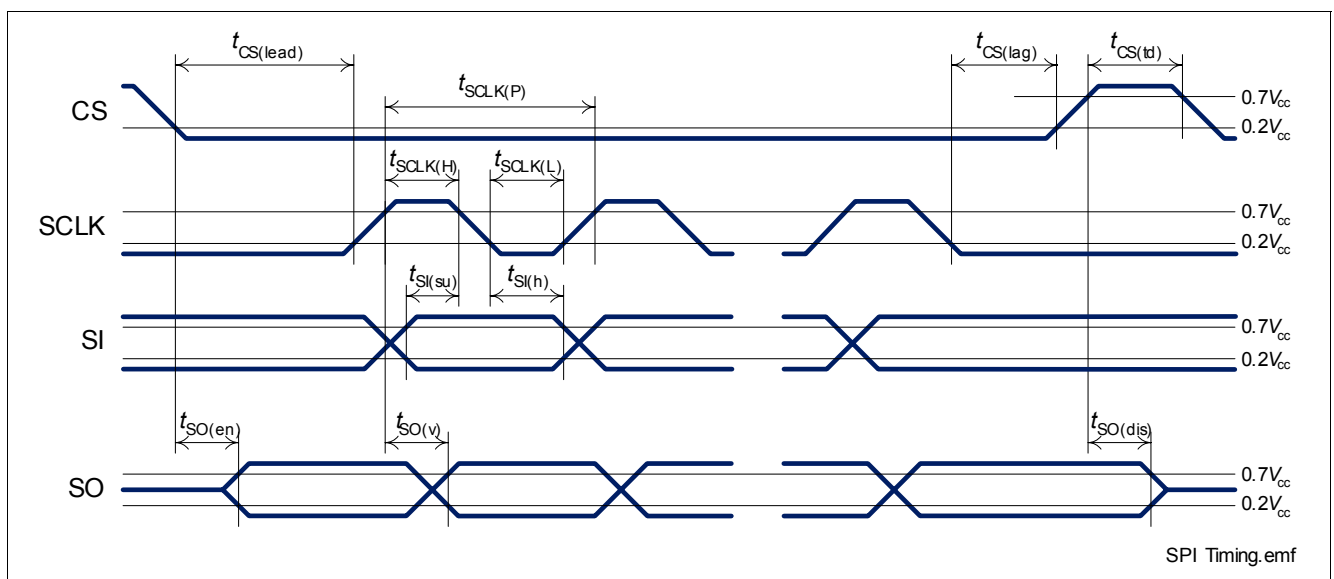 tCS(lead)
tCS(lag)
tCS(td)
tSCLK(P)
CS
0.7Vcc
0.2Vcc
tSCLK(H)
tSCLK(L)
SCLK
0.7Vcc
0.2Vcc
tSI(su)
tSI(h)
SI
0.7Vcc
0.2Vcc
tSO(en)
tSO(v)
tSO(dis)
SO
0.7Vcc
0.2Vcc
SPI Timing.emf